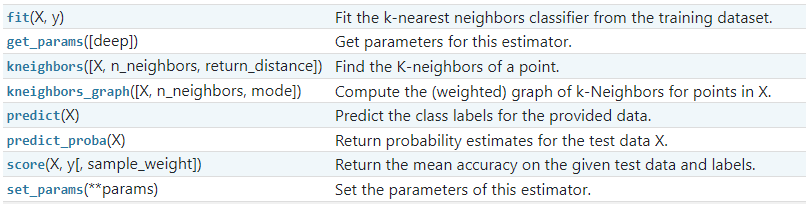 fit(X, y) Fit the k-nearest neighbors classifier from the training dataset.
get_params([deep]) Get parameters for this estimator.
kneighbors([X, n_neighbors, return_distance]) Find the K-neighbors of a point.
kneighbors_graph([X, n_neighbors, mode]) Compute the (weighted) graph of k-Neighbors for points in X.
predict(X) Predict the class labels for the provided data.
predict_proba(X) Return probability estimates for the test data X.
score(X, y[, sample_weight]) Return the mean accuracy on the given test data and labels.
set_params(**params) Set the parameters of this estimator.